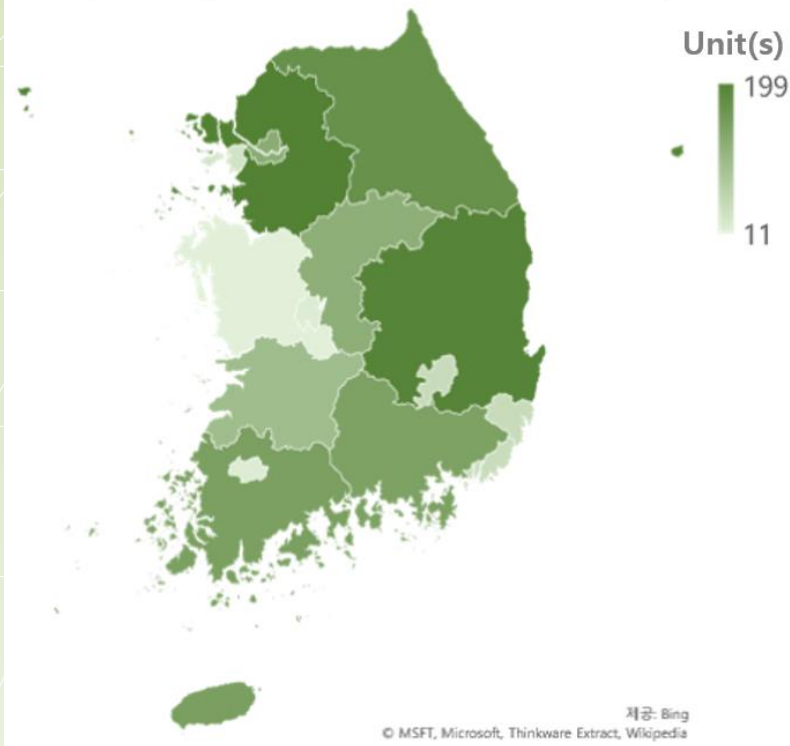 Unit(s)
199
11
제공: Bing
© MSFT, Microsoft, Thinkware Extract, Wikipedia